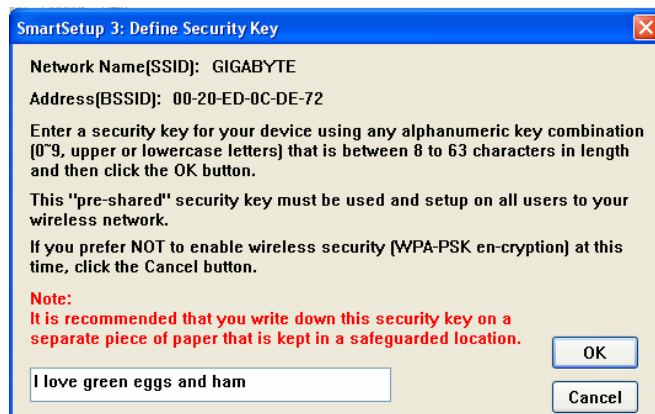 SmartSetup 3: Define Security Key
Network Name(SSID): GIGABYTE
Address(BSSID): 00-20-ED-0C-DE-72
Enter a security key for your device using any alphanumeric key combination
(0~9, upper or lowercase letters) that is between 8 to 63 characters in length
and then click the OK button.
This "pre-shared" security key must be used and setup on all users to your
wireless network.
If you prefer NOT to enable wireless security (WPA-PSK en-cryption) at this
time, click the Cancel button.
Note:
It is recommended that you write down this security key on a
separate piece of paper that is kept in a safeguarded location.
OK
I love green eggs and ham
Cancel